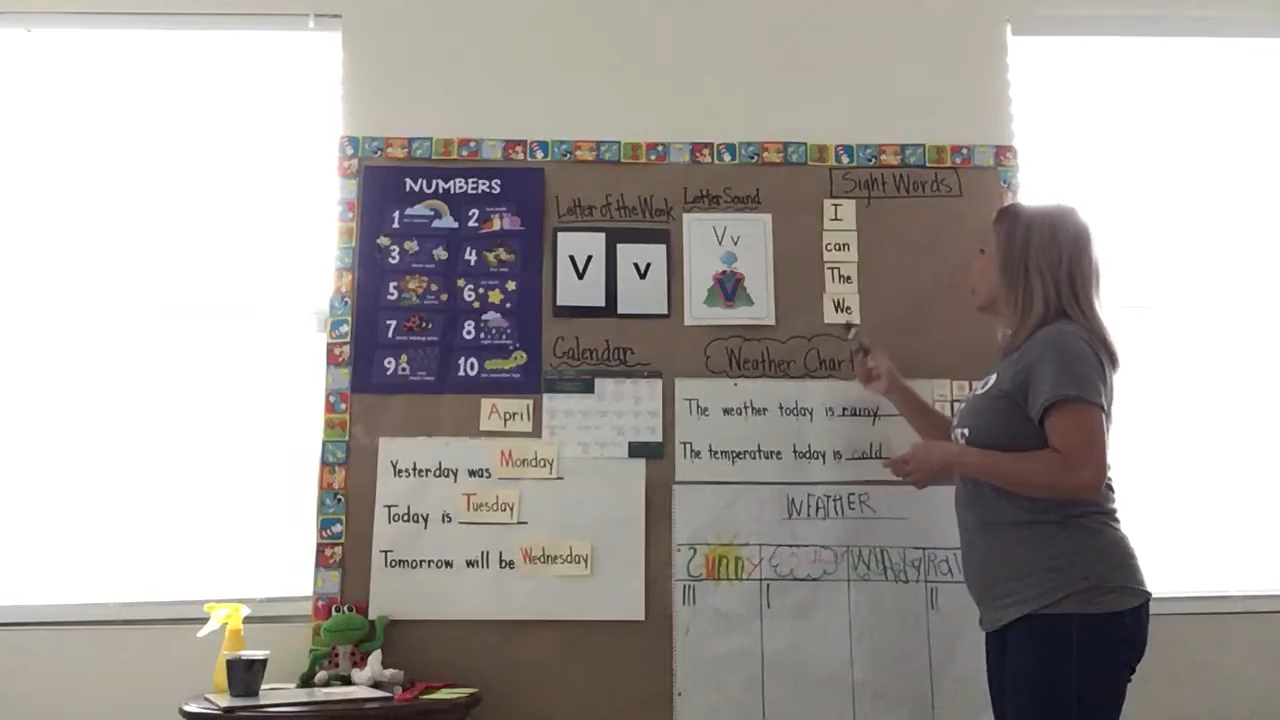 NUMBERS
1 2
3 4
5 6
7 8
9 10
Letter of the Week
V v
Letter Sound
V v
V
Sight Words
I
can
The
We
Calendar
April
Yesterday was Monday
Today is Tuesday
Tomorrow will be Wednesday
Weather Chart
The weather today is rainy
The temperature today is cold
WEATHER
Sunny Windy Rai